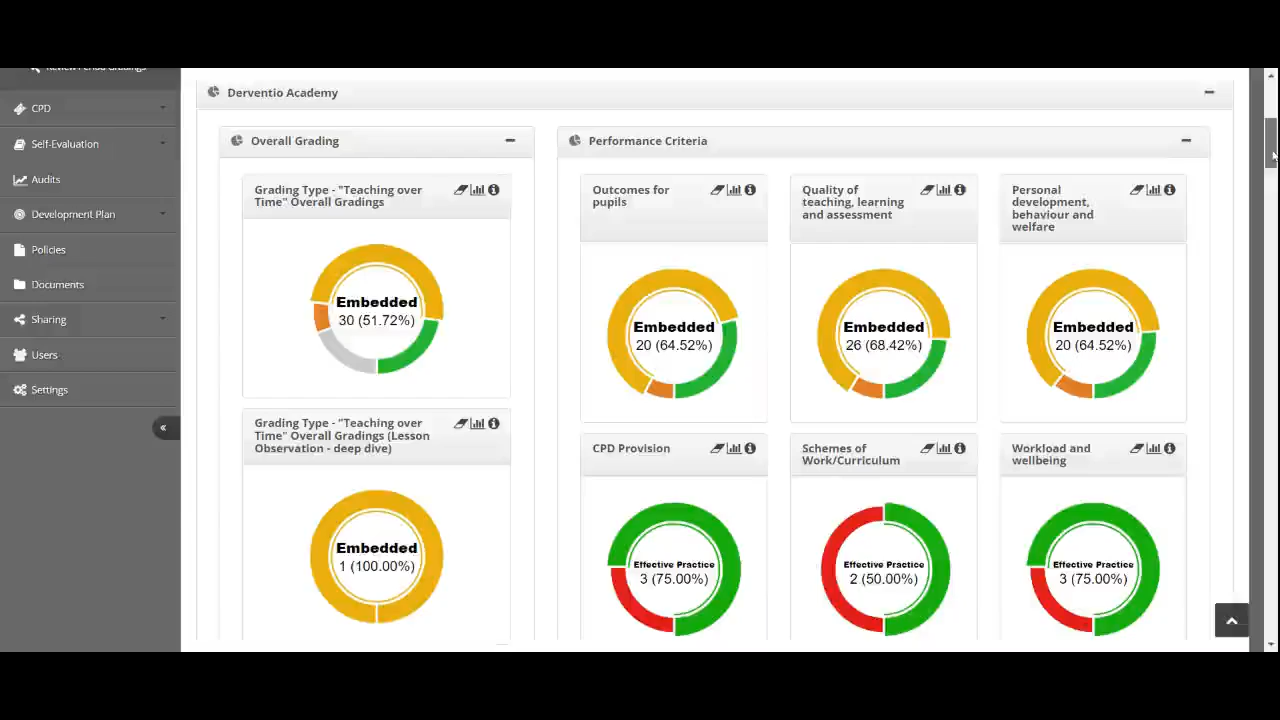 Review Period Gradings
CPD
Self-Evaluation
Audits
Development Plan
Policies
Documents
Sharing
Users
Settings
Derventio Academy
Overall Grading
Grading Type - "Teaching over
Time" Overall Gradings
Embedded
30 (51.72%)
Grading Type - "Teaching over
Time" Overall Gradings (Lesson
Observation - deep dive)
Embedded
1 (100.00%)
Performance Criteria
Outcomes for
pupils
Embedded
20 (64.52%)
Quality of
teaching, learning
and assessment
Embedded
26 (68.42%)
Personal
development,
behaviour and
welfare
Embedded
20 (64.52%)
CPD Provision
Effective Practice
3 (75.00%)
Schemes of
Work/Curriculum
Effective Practice
2 (50.00%)
Workload and
wellbeing
Effective Practice
3 (75.00%)